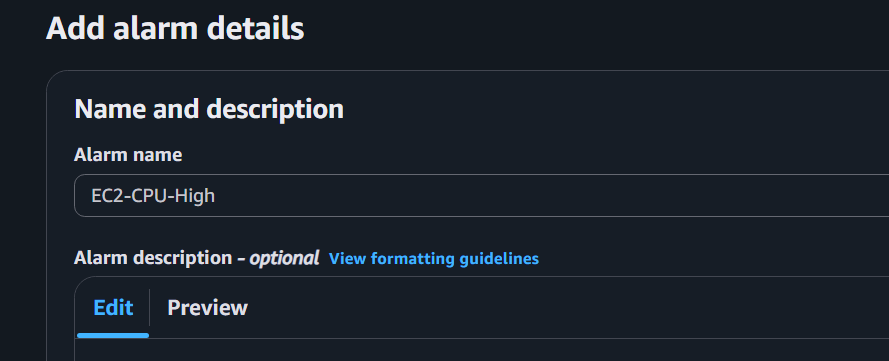 Add alarm details
Name and description
Alarm name
EC2-CPU-High
Alarm description - optional View formatting guidelines
Edit Preview